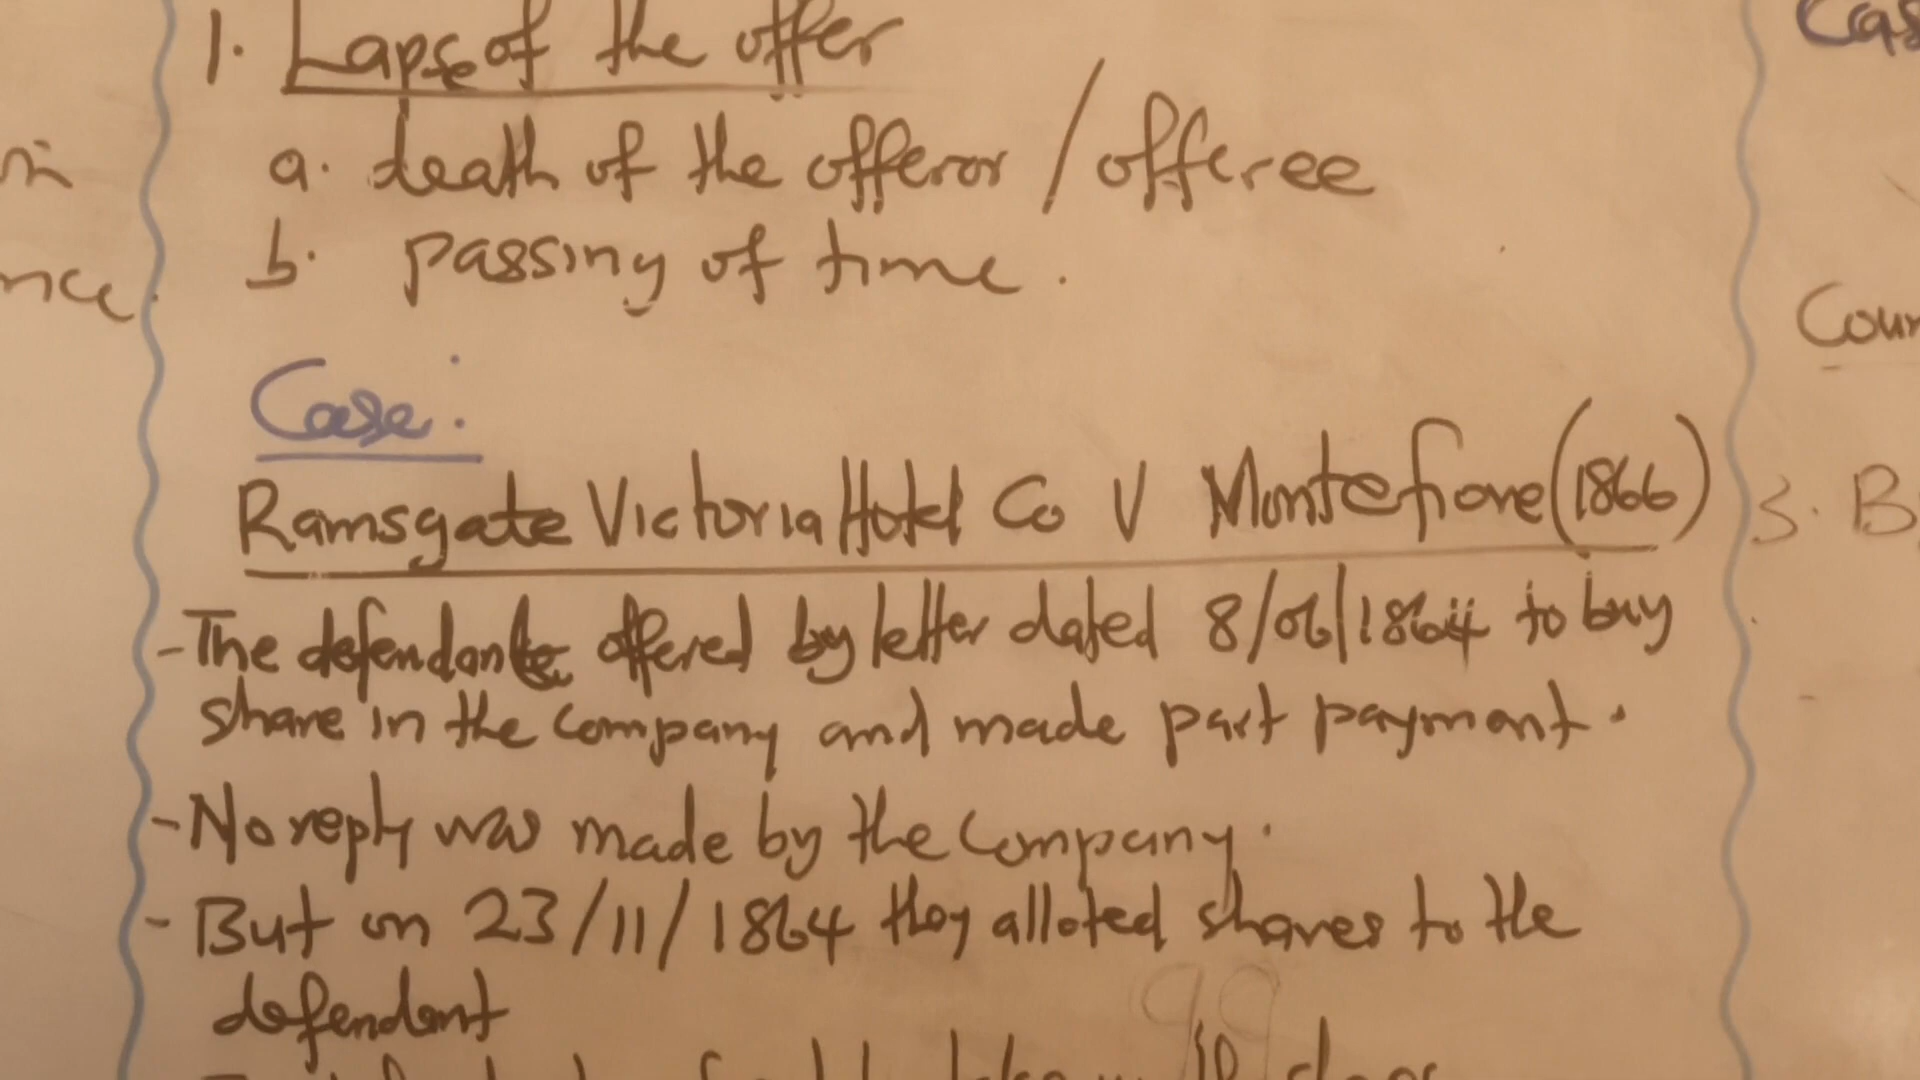 1. Lapse of the offer
a. death of the offeror / offeree
b. passing of time.
Case:
Ramsgate Victoria Hotel Co V Montefiore (1866)
- The defendant offered by letter dated 8/06/1864 to buy
share in the company and made part payment.
- No reply was made by the company.
- But on 23/11/1864 they alloted shares to the
defendant
3. B